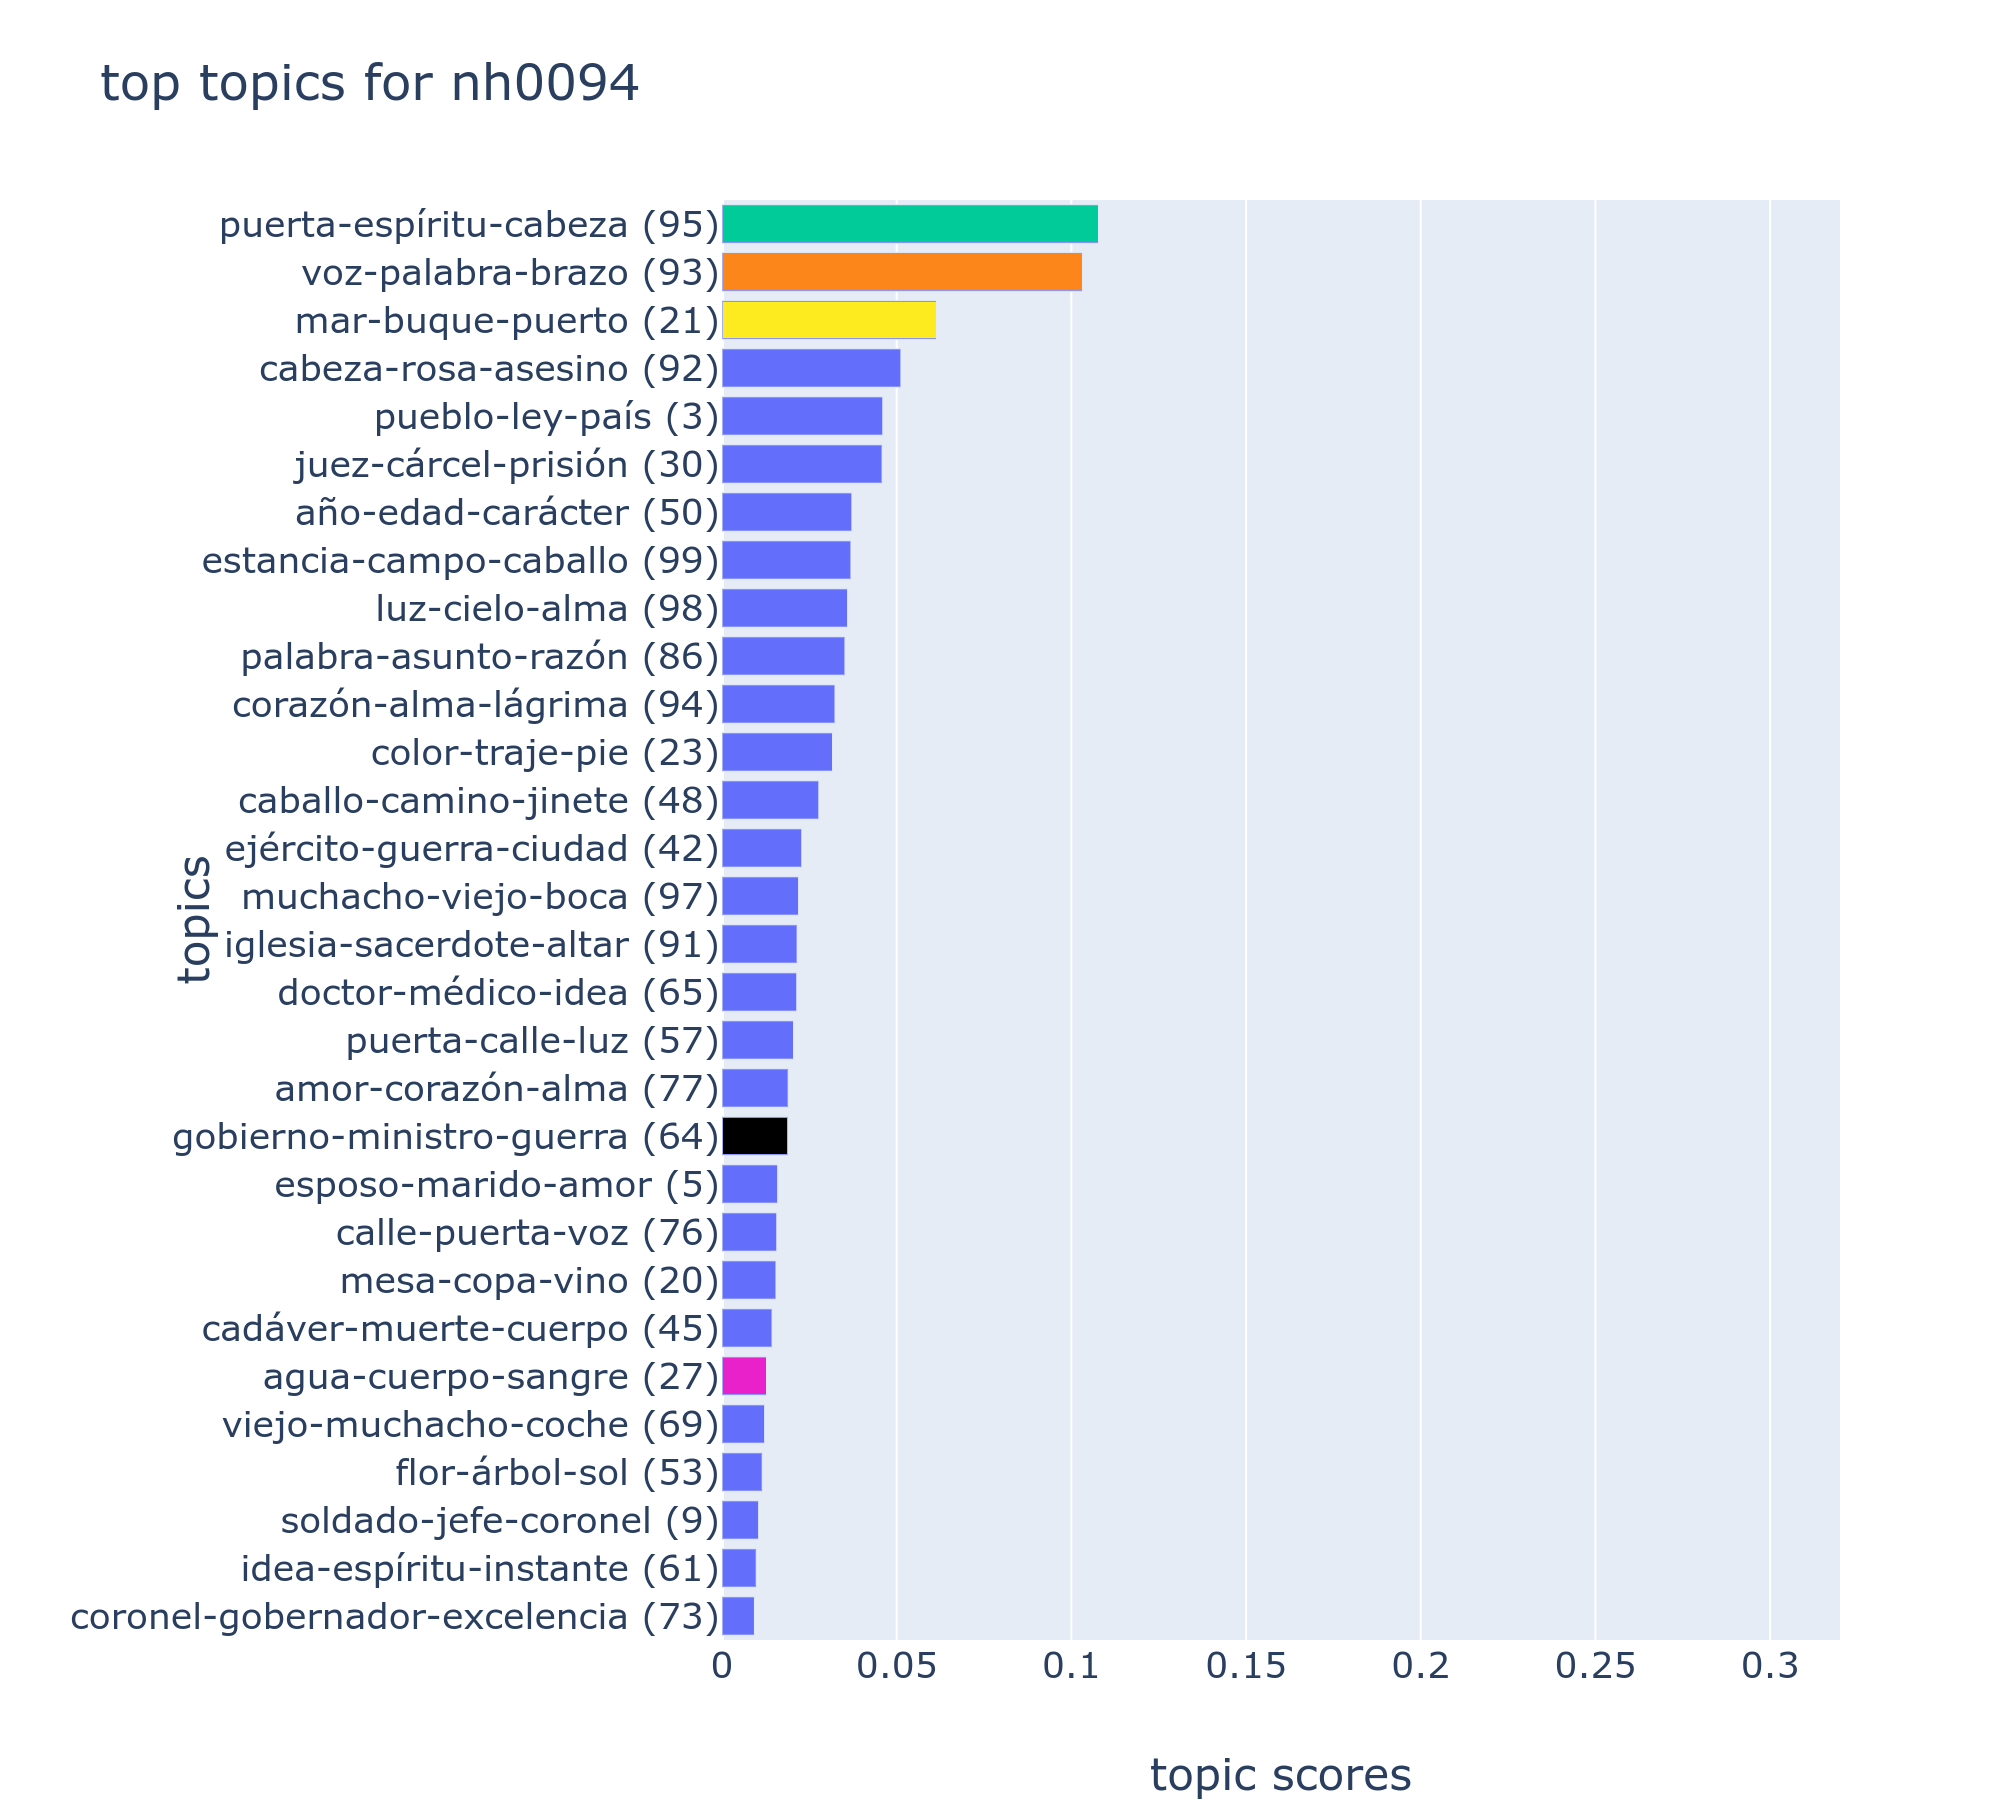 top topics for nh0094
puerta-espíritu-cabeza (95)
voz-palabra-brazo (93)
mar-buque-puerto (21)
cabeza-rosa-asesino (92)
pueblo-ley-país (3)
juez-cárcel-prisión (30)
año-edad-carácter (50)
estancia-campo-caballo (99)
luz-cielo-alma (98)
palabra-asunto-razón (86)
corazón-alma-lágrima (94)
color-traje-pie (23)
caballo-camino-jinete (48)
ejército-guerra-ciudad (42)
muchacho-viejo-boca (97)
iglesia-sacerdote-altar (91)
doctor-médico-idea (65)
puerta-calle-luz (57)
amor-corazón-alma (77)
gobierno-ministro-guerra (64)
esposo-marido-amor (5)
calle-puerta-voz (76)
mesa-copa-vino (20)
cadáver-muerte-cuerpo (45)
agua-cuerpo-sangre (27)
viejo-muchacho-coche (69)
flor-árbol-sol (53)
soldado-jefe-coronel (9)
idea-espíritu-instante (61)
coronel-gobernador-excelencia (73)
topics
0 0.05 0.1 0.15 0.2 0.25 0.3
topic scores